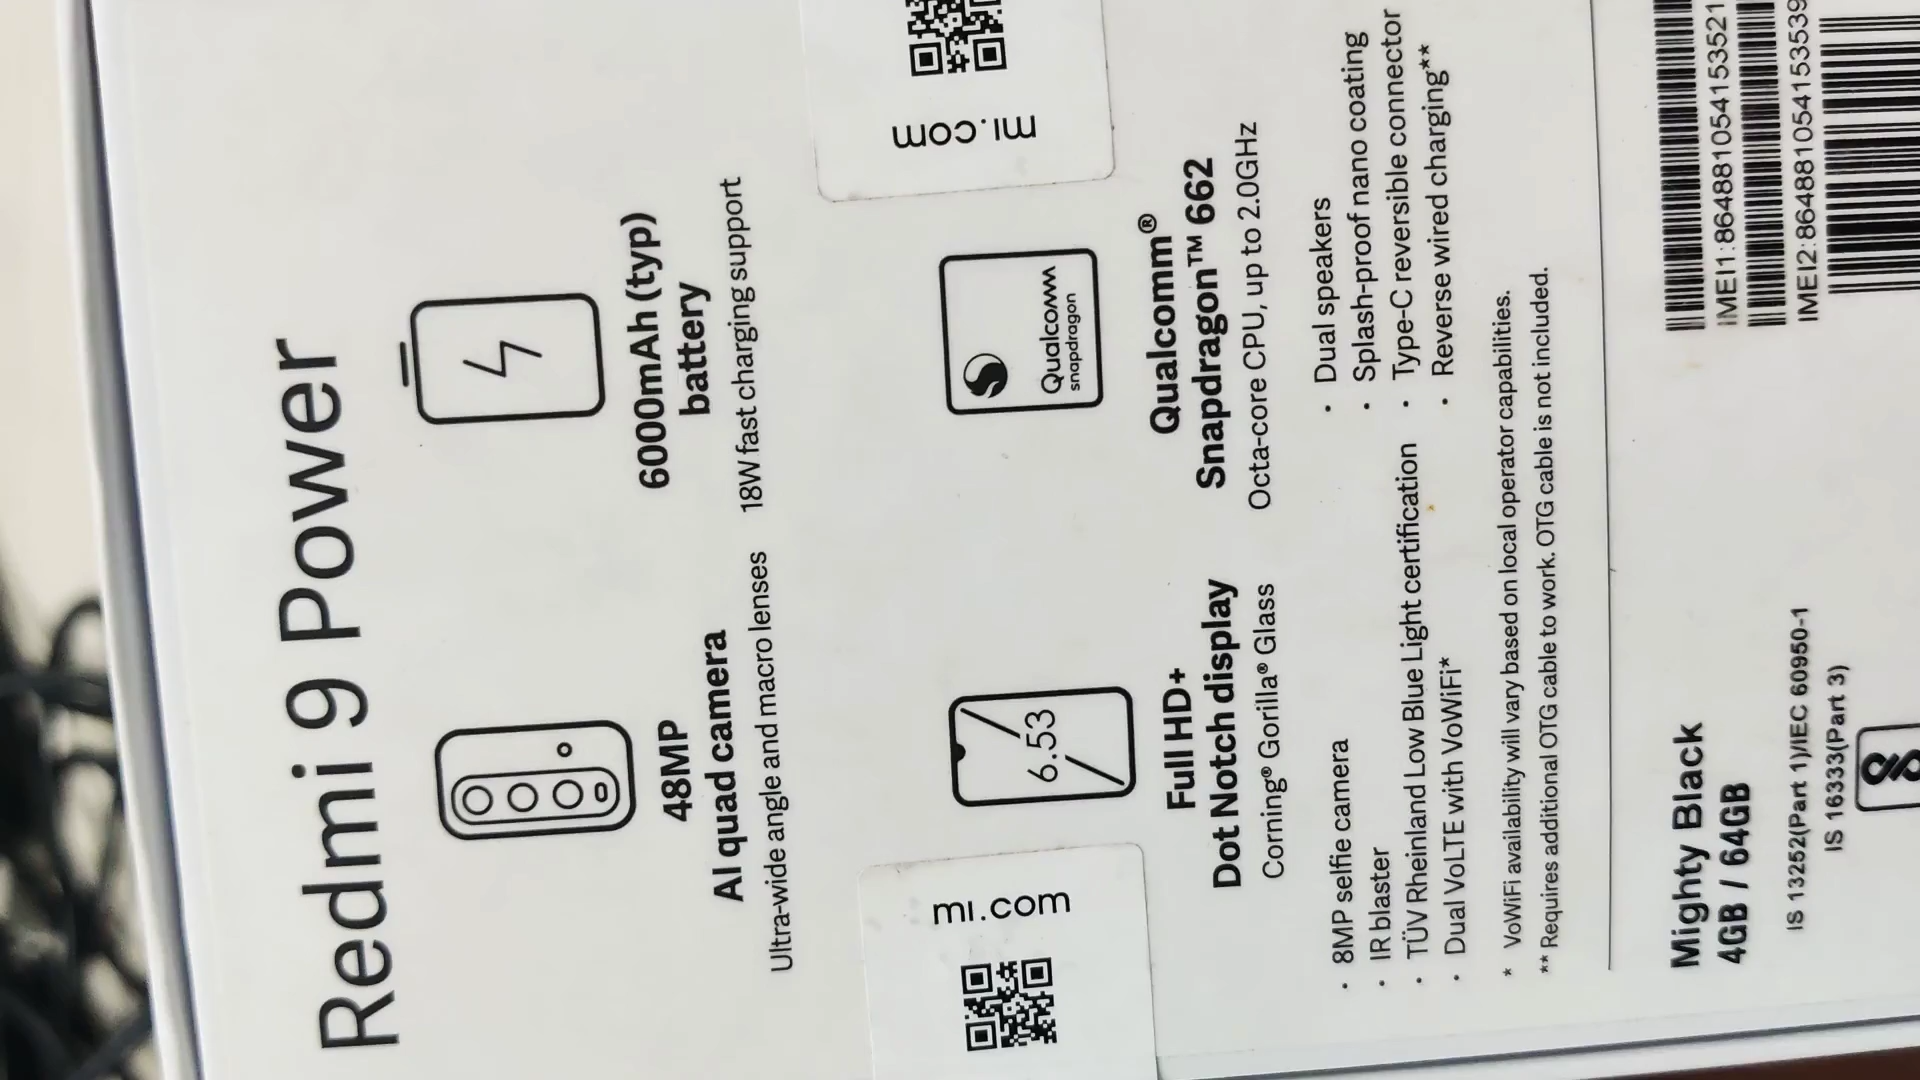 Redmi 9 Power
48MP
AI quad camera
Ultra-wide angle and macro lenses
6000mAh (typ)
battery
18W fast charging support
mi.com
mi.com
6.53
Full HD+
Dot Notch display
Corning® Gorilla® Glass
Qualcomm
snapdragon
Qualcomm®
Snapdragon™ 662
Octa-core CPU, up to 2.0GHz
· 8MP selfie camera
· IR blaster
· TÜV Rheinland Low Blue Light certification
· Dual VoLTE with VoWiFi*
· Dual speakers
· Splash-proof nano coating
· Type-C reversible connector
· Reverse wired charging**
* VoWiFi availability will vary based on local operator capabilities.
** Requires additional OTG cable to work. OTG cable is not included.
Mighty Black
4GB / 64GB
IS 13252(Part 1)/IEC 60950-1
IS 16333(Part 3)
IMEI1:864881054153521
IMEI2:864881054153539